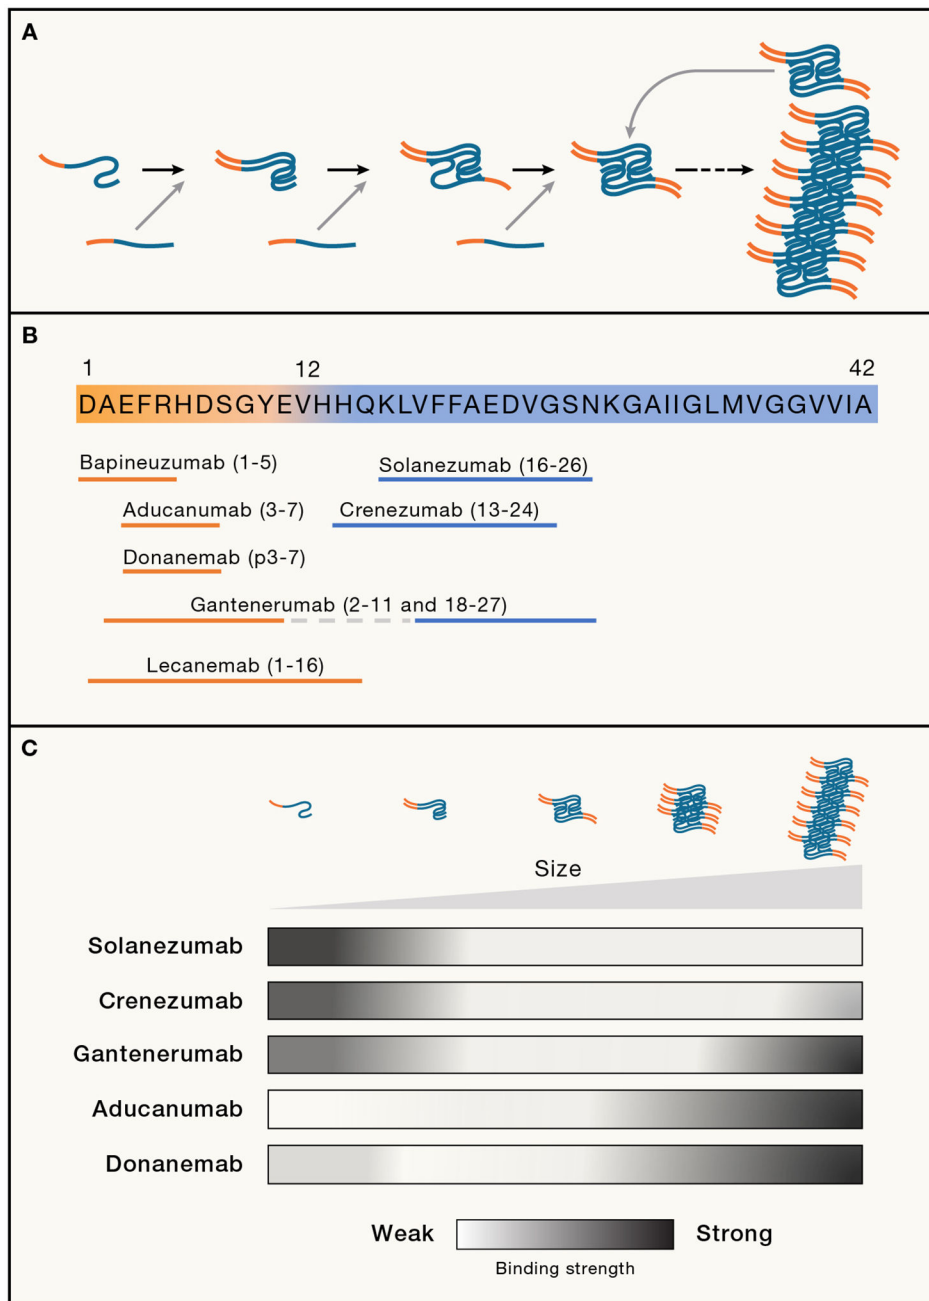 A
B
1 12 42
DAEFRHDSGYEVHHQKLVFFAEDVGSNKGAIIGLMVGGVVIA
Bapineuzumab (1-5)
Solanezumab (16-26)
Aducanumab (3-7)
Crenezumab (13-24)
Donanemab (p3-7)
Gantenerumab (2-11 and 18-27)
Lecanemab (1-16)
C
Size
Solanezumab
Crenezumab
Gantenerumab
Aducanumab
Donanemab
Weak Strong
Binding strength